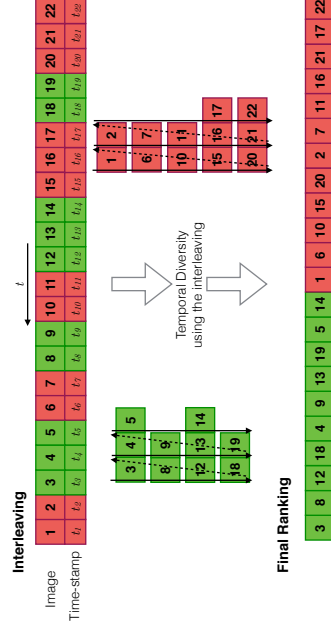 Interleaving
t
Image 1 2 3 4 5 6 7 8 9 10 11 12 13 14 15 16 17 18 19 20 21 22
Time-stamp t₁ t₂ t₃ t₄ t₅ t₆ t₇ t₈ t₉ t₁₀ t₁₁ t₁₂ t₁₃ t₁₄ t₁₅ t₁₆ t₁₇ t₁₈ t₁₉ t₂₀ t₂₁ t₂₂
3 4 5
8 9
12 13 14
18 19
Temporal Diversity
using the interleaving
1 2
6 7
10 11
15 16 17
20 21 22
Final Ranking
3 8 12 18 4 9 13 19 5 14 1 6 10 15 20 2 7 11 16 21 17 22